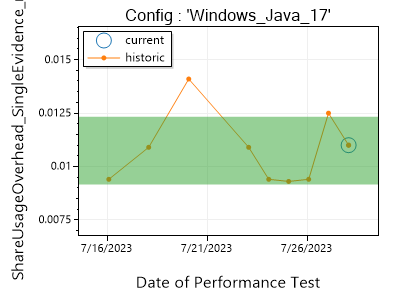 Config : 'Windows_Java_17'
current
historic
0.015
0.0125
0.01
0.0075
7/16/2023
7/21/2023
7/26/2023
Date of Performance Test
ShareUsageOverhead_SingleEvidence_